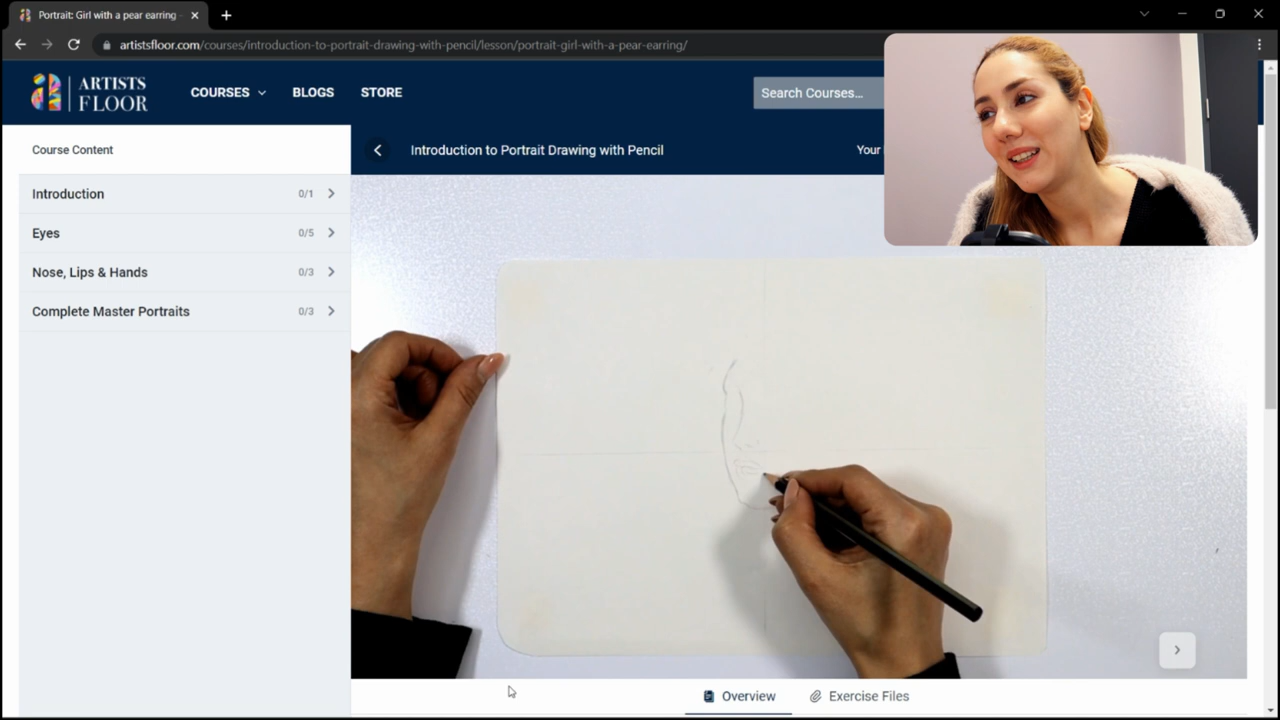 Portrait: Girl with a pear earring
artistsfloor.com/courses/introduction-to-portrait-drawing-with-pencil/lesson/portrait-girl-with-a-pear-earring/
ARTISTS
FLOOR
COURSES
BLOGS
STORE
Search Courses...
Course Content
Introduction to Portrait Drawing with Pencil
Your
Introduction 0/1
Eyes 0/5
Nose, Lips & Hands 0/3
Complete Master Portraits 0/3
Overview
Exercise Files